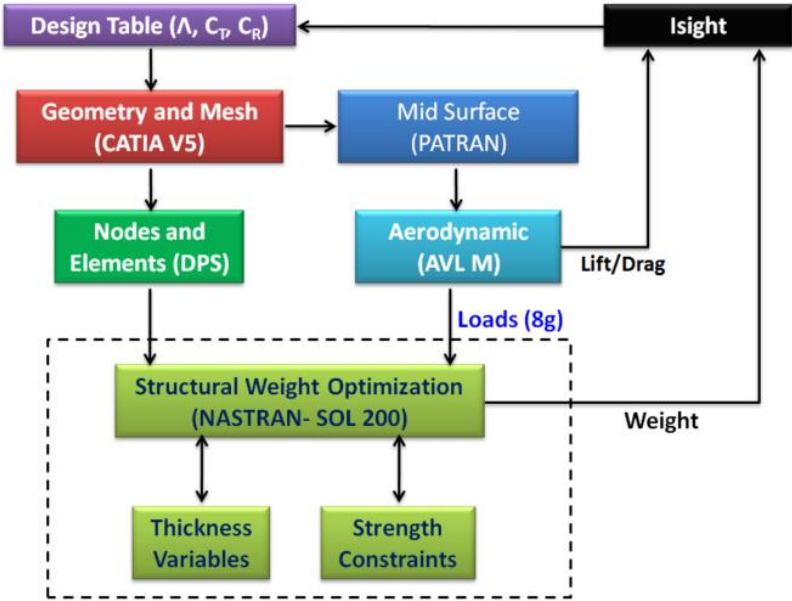 Design Table (Λ, C_T, C_R)
Isight
Geometry and Mesh
(CATIA V5)
Mid Surface
(PATRAN)
Nodes and
Elements (DPS)
Aerodynamic
(AVL M)
Lift/Drag
Loads (8g)
Structural Weight Optimization
(NASTRAN- SOL 200)
Weight
Thickness
Variables
Strength
Constraints